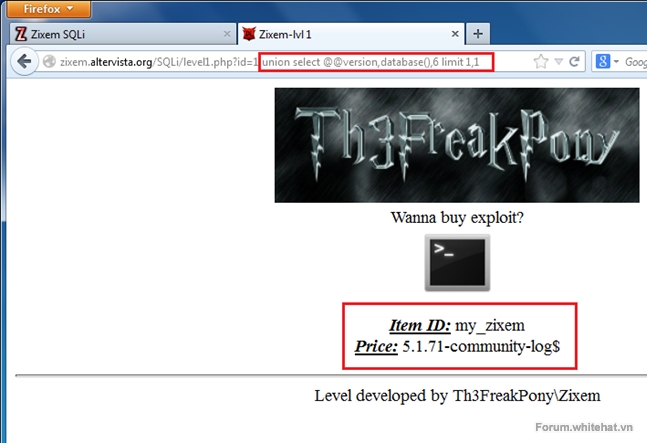 Firefox
Zixem SQLi
Zixem-lvl 1
zixem.altervista.org/SQLi/level1.php?id=1 union select @@version,database(),6 limit 1,1
Goog
Th3FreakPony
Wanna buy exploit?
>_
Item ID: my_zixem
Price: 5.1.71-community-log$
Level developed by Th3FreakPony\Zixem
Forum.whitehat.vn